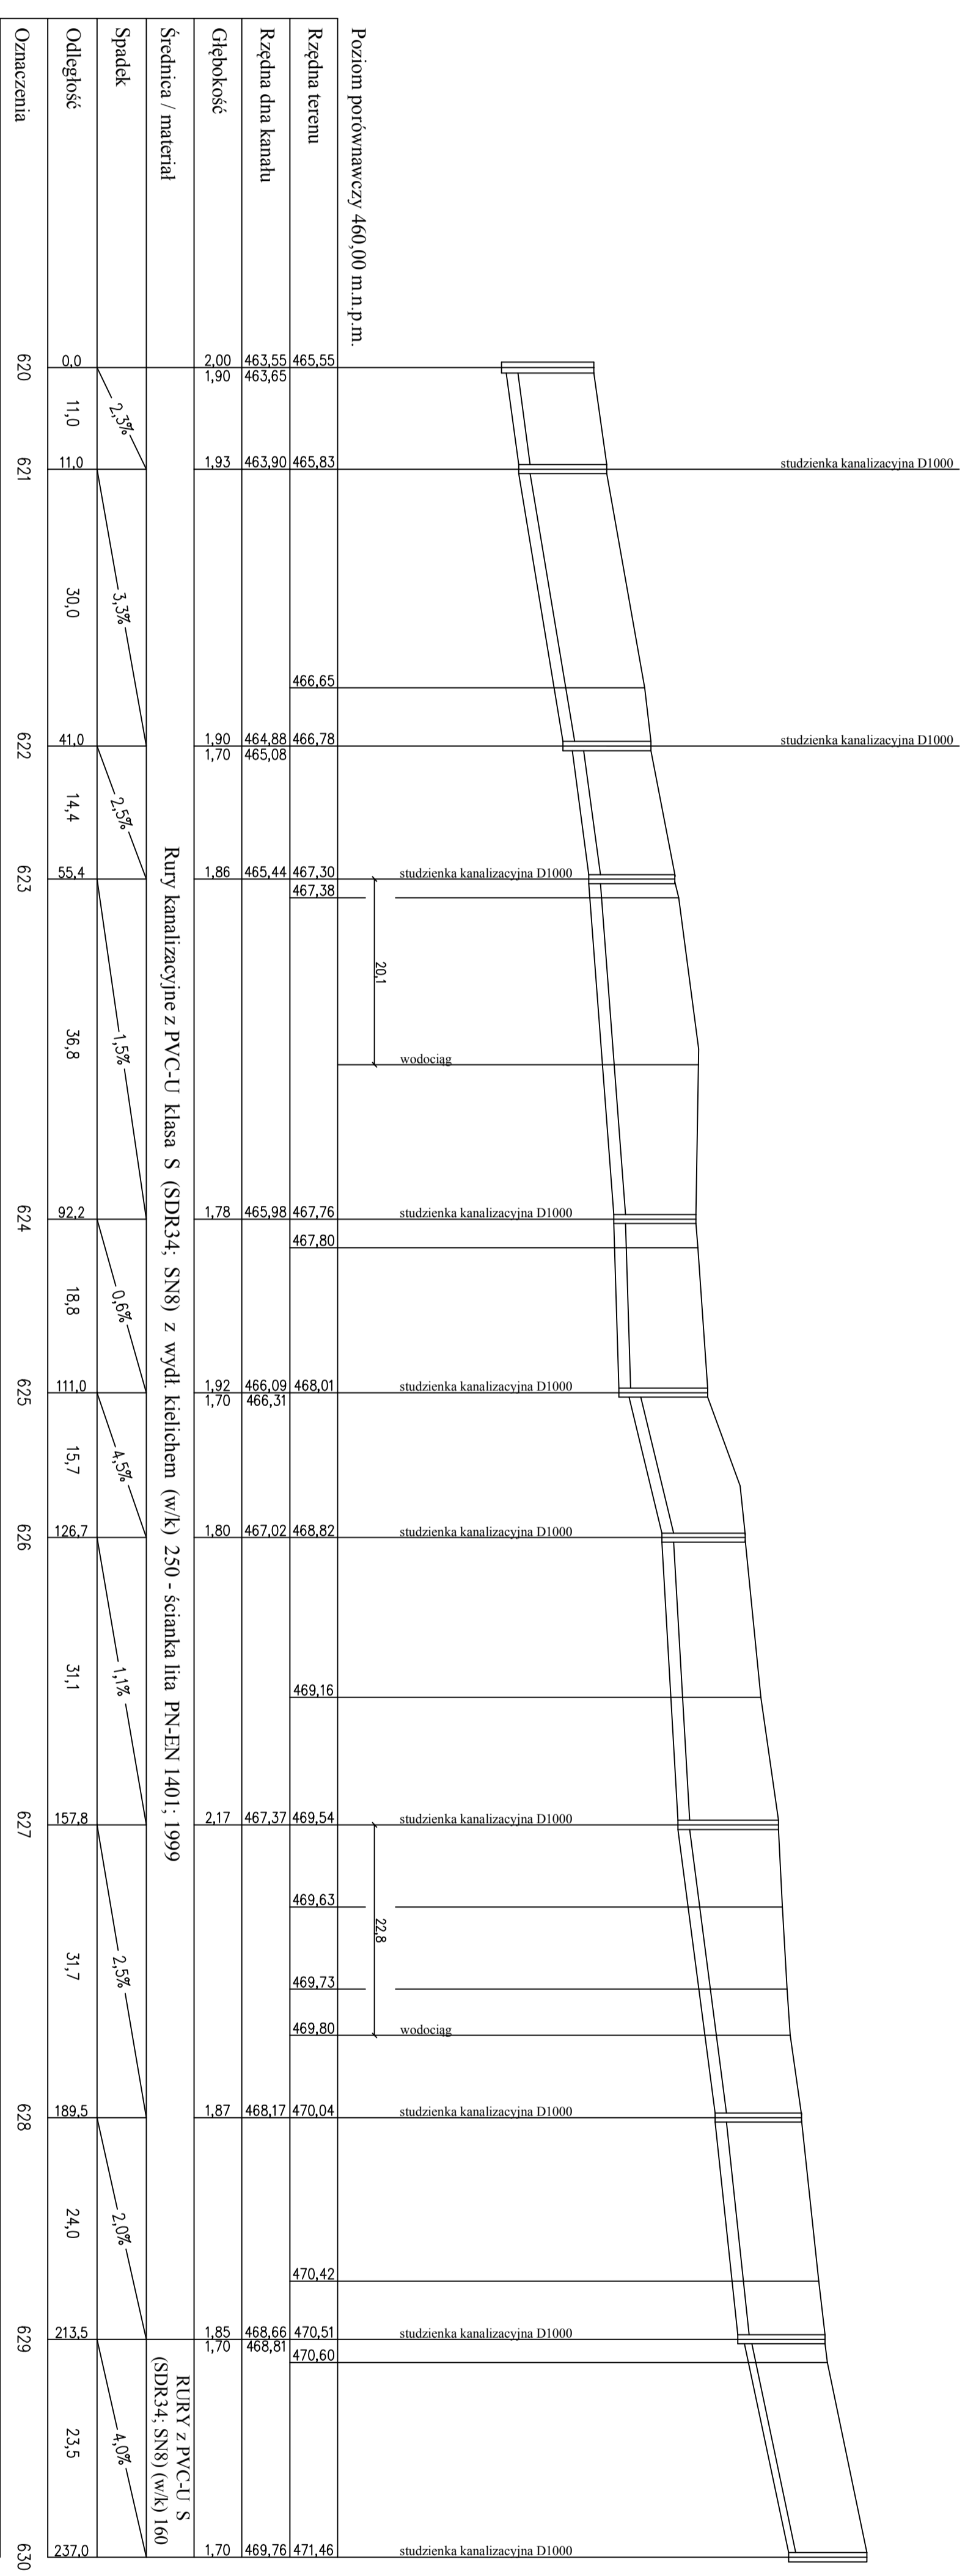 studzienka kanalizacyjna D1000
studzienka kanalizacyjna D1000
studzienka kanalizacyjna D1000
wodociąg
studzienka kanalizacyjna D1000
studzienka kanalizacyjna D1000
studzienka kanalizacyjna D1000
studzienka kanalizacyjna D1000
wodociąg
studzienka kanalizacyjna D1000
studzienka kanalizacyjna D1000
studzienka kanalizacyjna D1000
20,1
22,8
Poziom porównawczy 460,00 m.n.p.m.
Rzędna terenu
465,55 465,83 466,65 466,78 467,30 467,38 467,76 467,80 468,01 468,82 469,16 469,54 469,63 469,73 469,80 470,04 470,42 470,51 470,60 471,46
Rzędna dna kanału
463,55 463,65 463,90 464,88 465,08 465,44 465,98 466,09 466,31 467,02 467,37 468,17 468,66 468,81 469,76
Głębokość
2,00 1,90 1,93 1,90 1,70 1,86 1,78 1,92 1,70 1,80 2,17 1,87 1,85 1,70 1,70
Średnica / materiał
Rury kanalizacyjne z PVC-U klasa S (SDR34; SN8) z wydł. kielichem (w/k) 250 - ścianka lita PN-EN 1401; 1999
RURY z PVC-U S
(SDR34; SN8) (w/k) 160
Spadek
2,3% 3,3% 2,5% 1,5% 0,6% 4,5% 1,1% 2,5% 2,0% 4,0%
Odległość
0,0 11,0 11,0 30,0 41,0 14,4 55,4 36,8 92,2 18,8 111,0 15,7 126,7 31,1 157,8 31,7 189,5 24,0 213,5 23,5 237,0
Oznaczenia
620 621 622 623 624 625 626 627 628 629 630